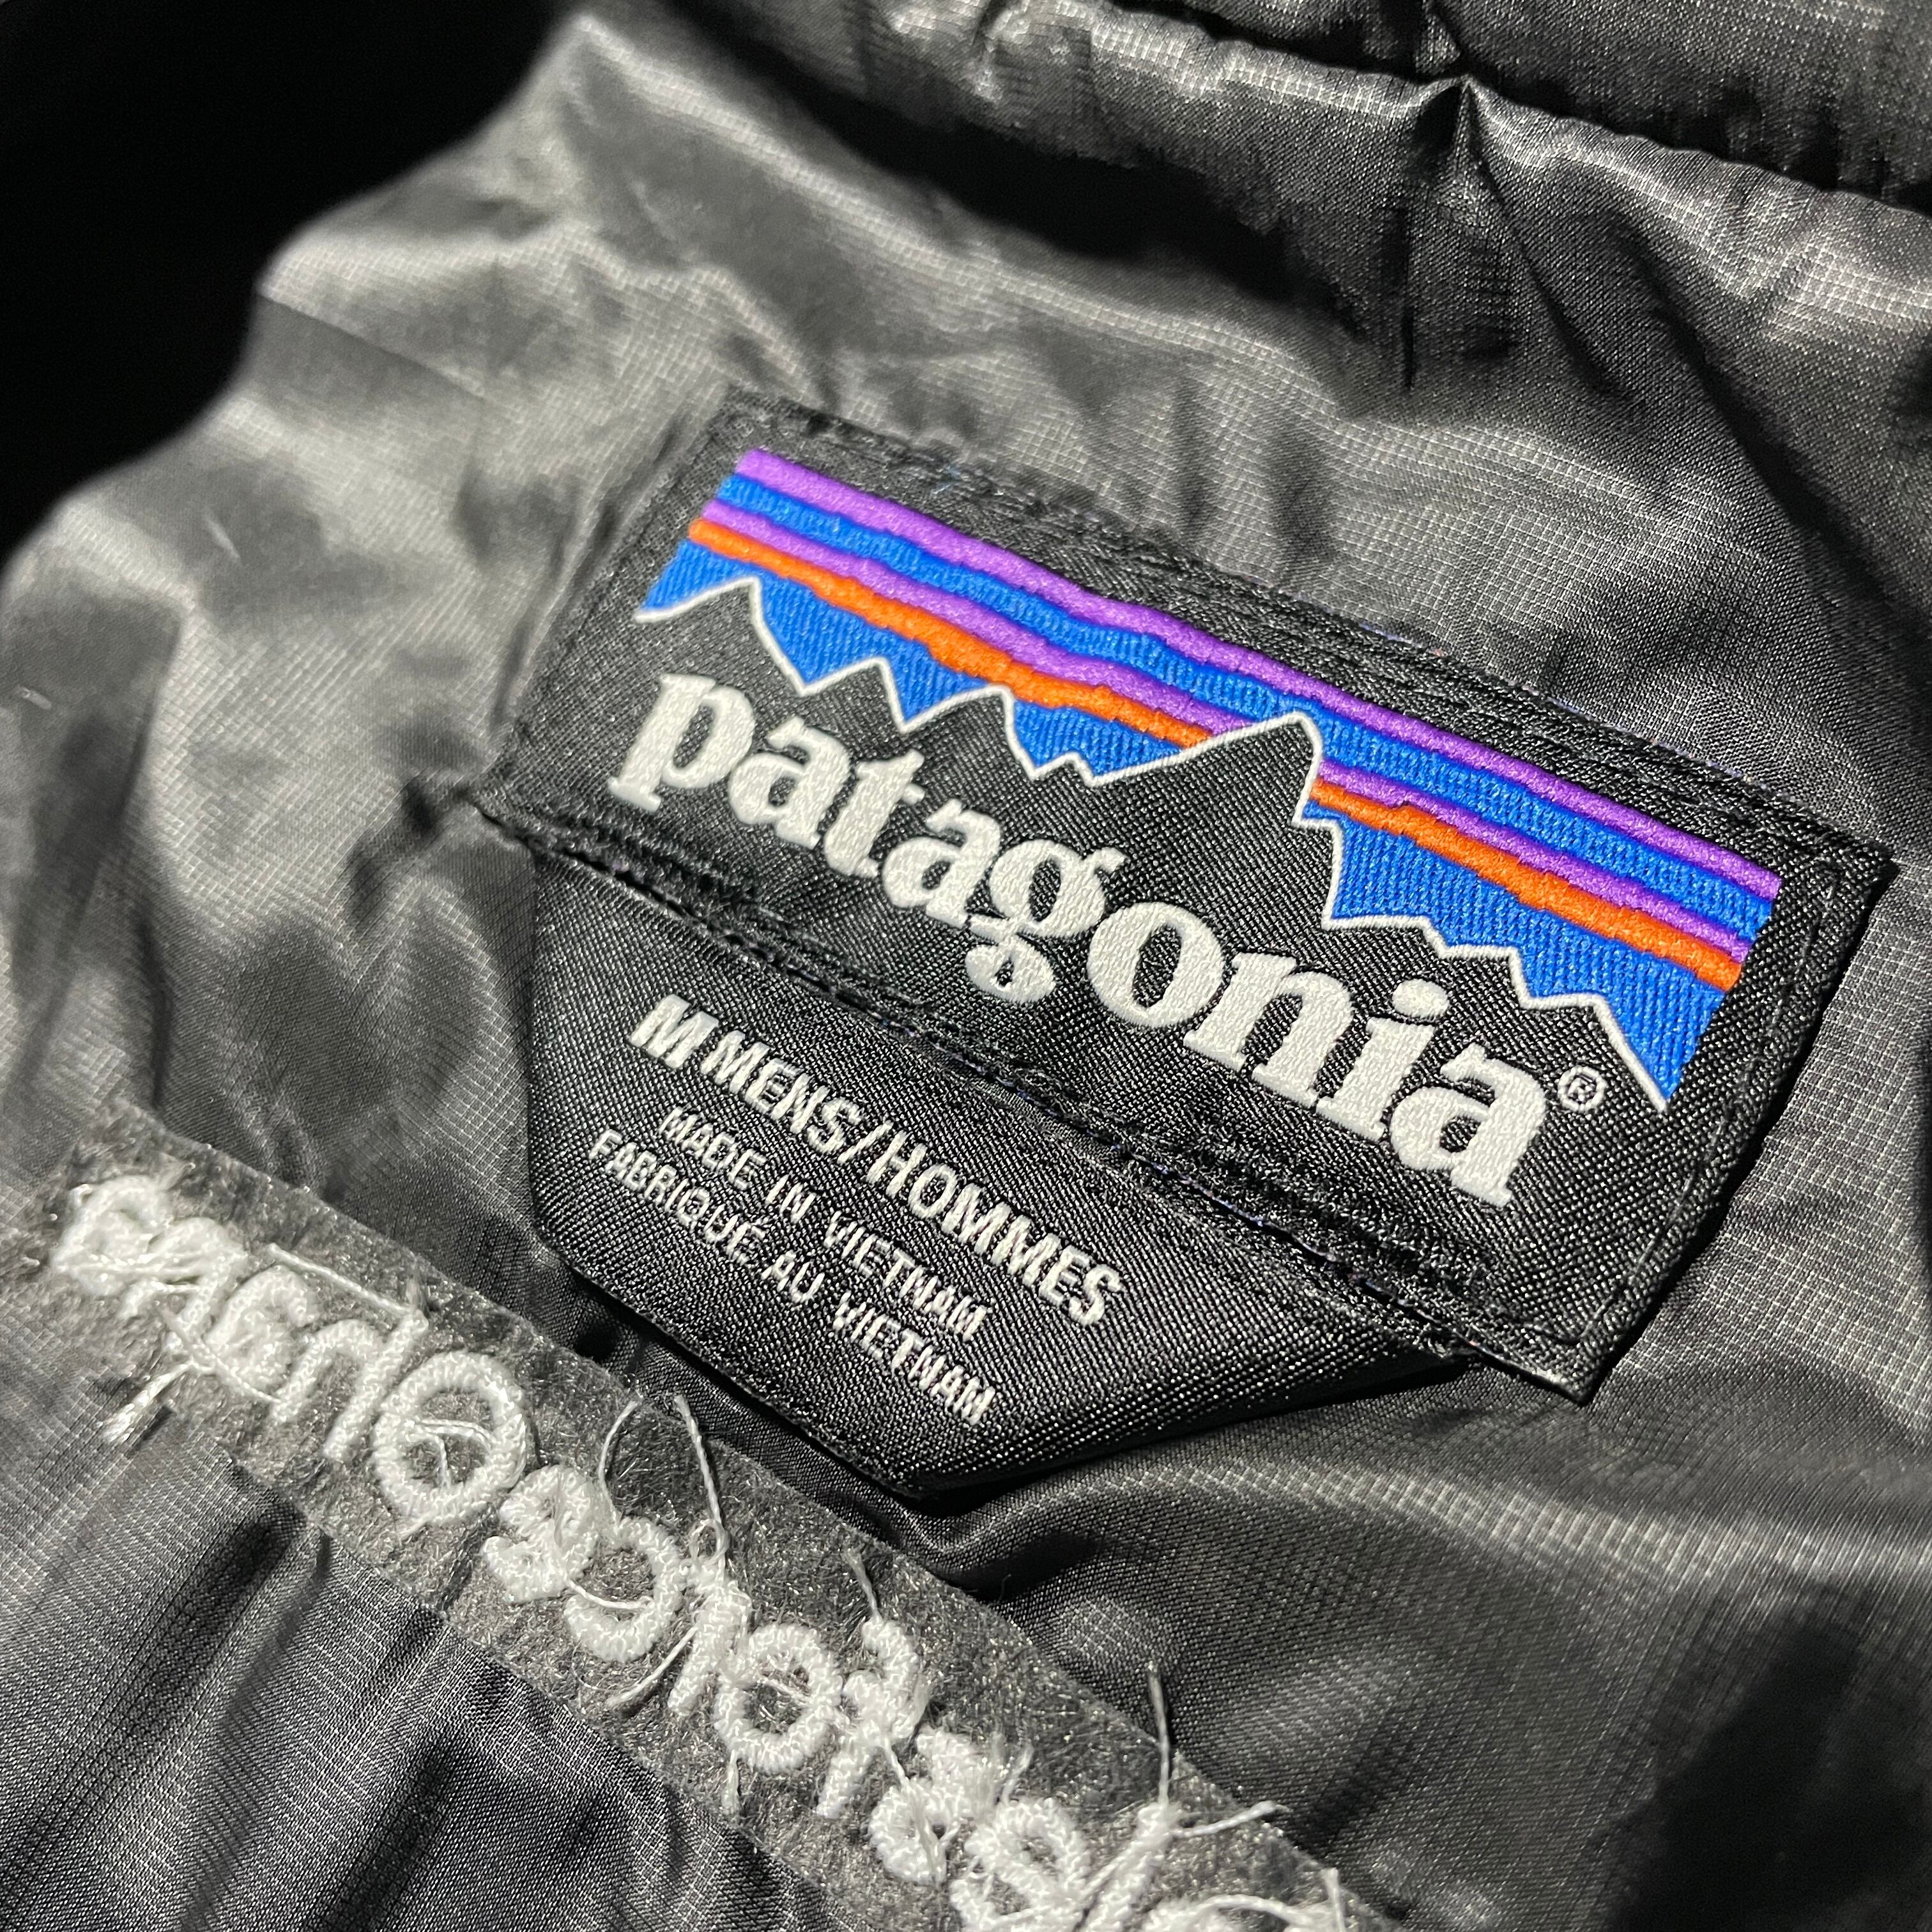 patagonia®
M MENS/HOMMES
MADE IN VIETNAM
FABRIQUÉ AU VIETNAM